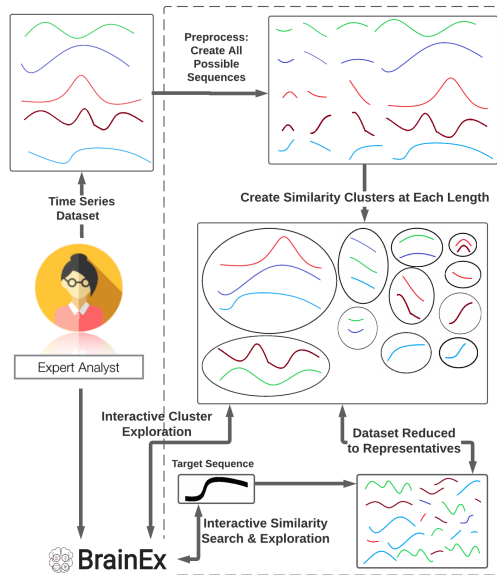 Preprocess:
Create All
Possible
Sequences
Time Series
Dataset
Create Similarity Clusters at Each Length
Expert Analyst
Interactive Cluster
Exploration
Dataset Reduced
to Representatives
Target Sequence
Interactive Similarity
Search & Exploration
BrainEx